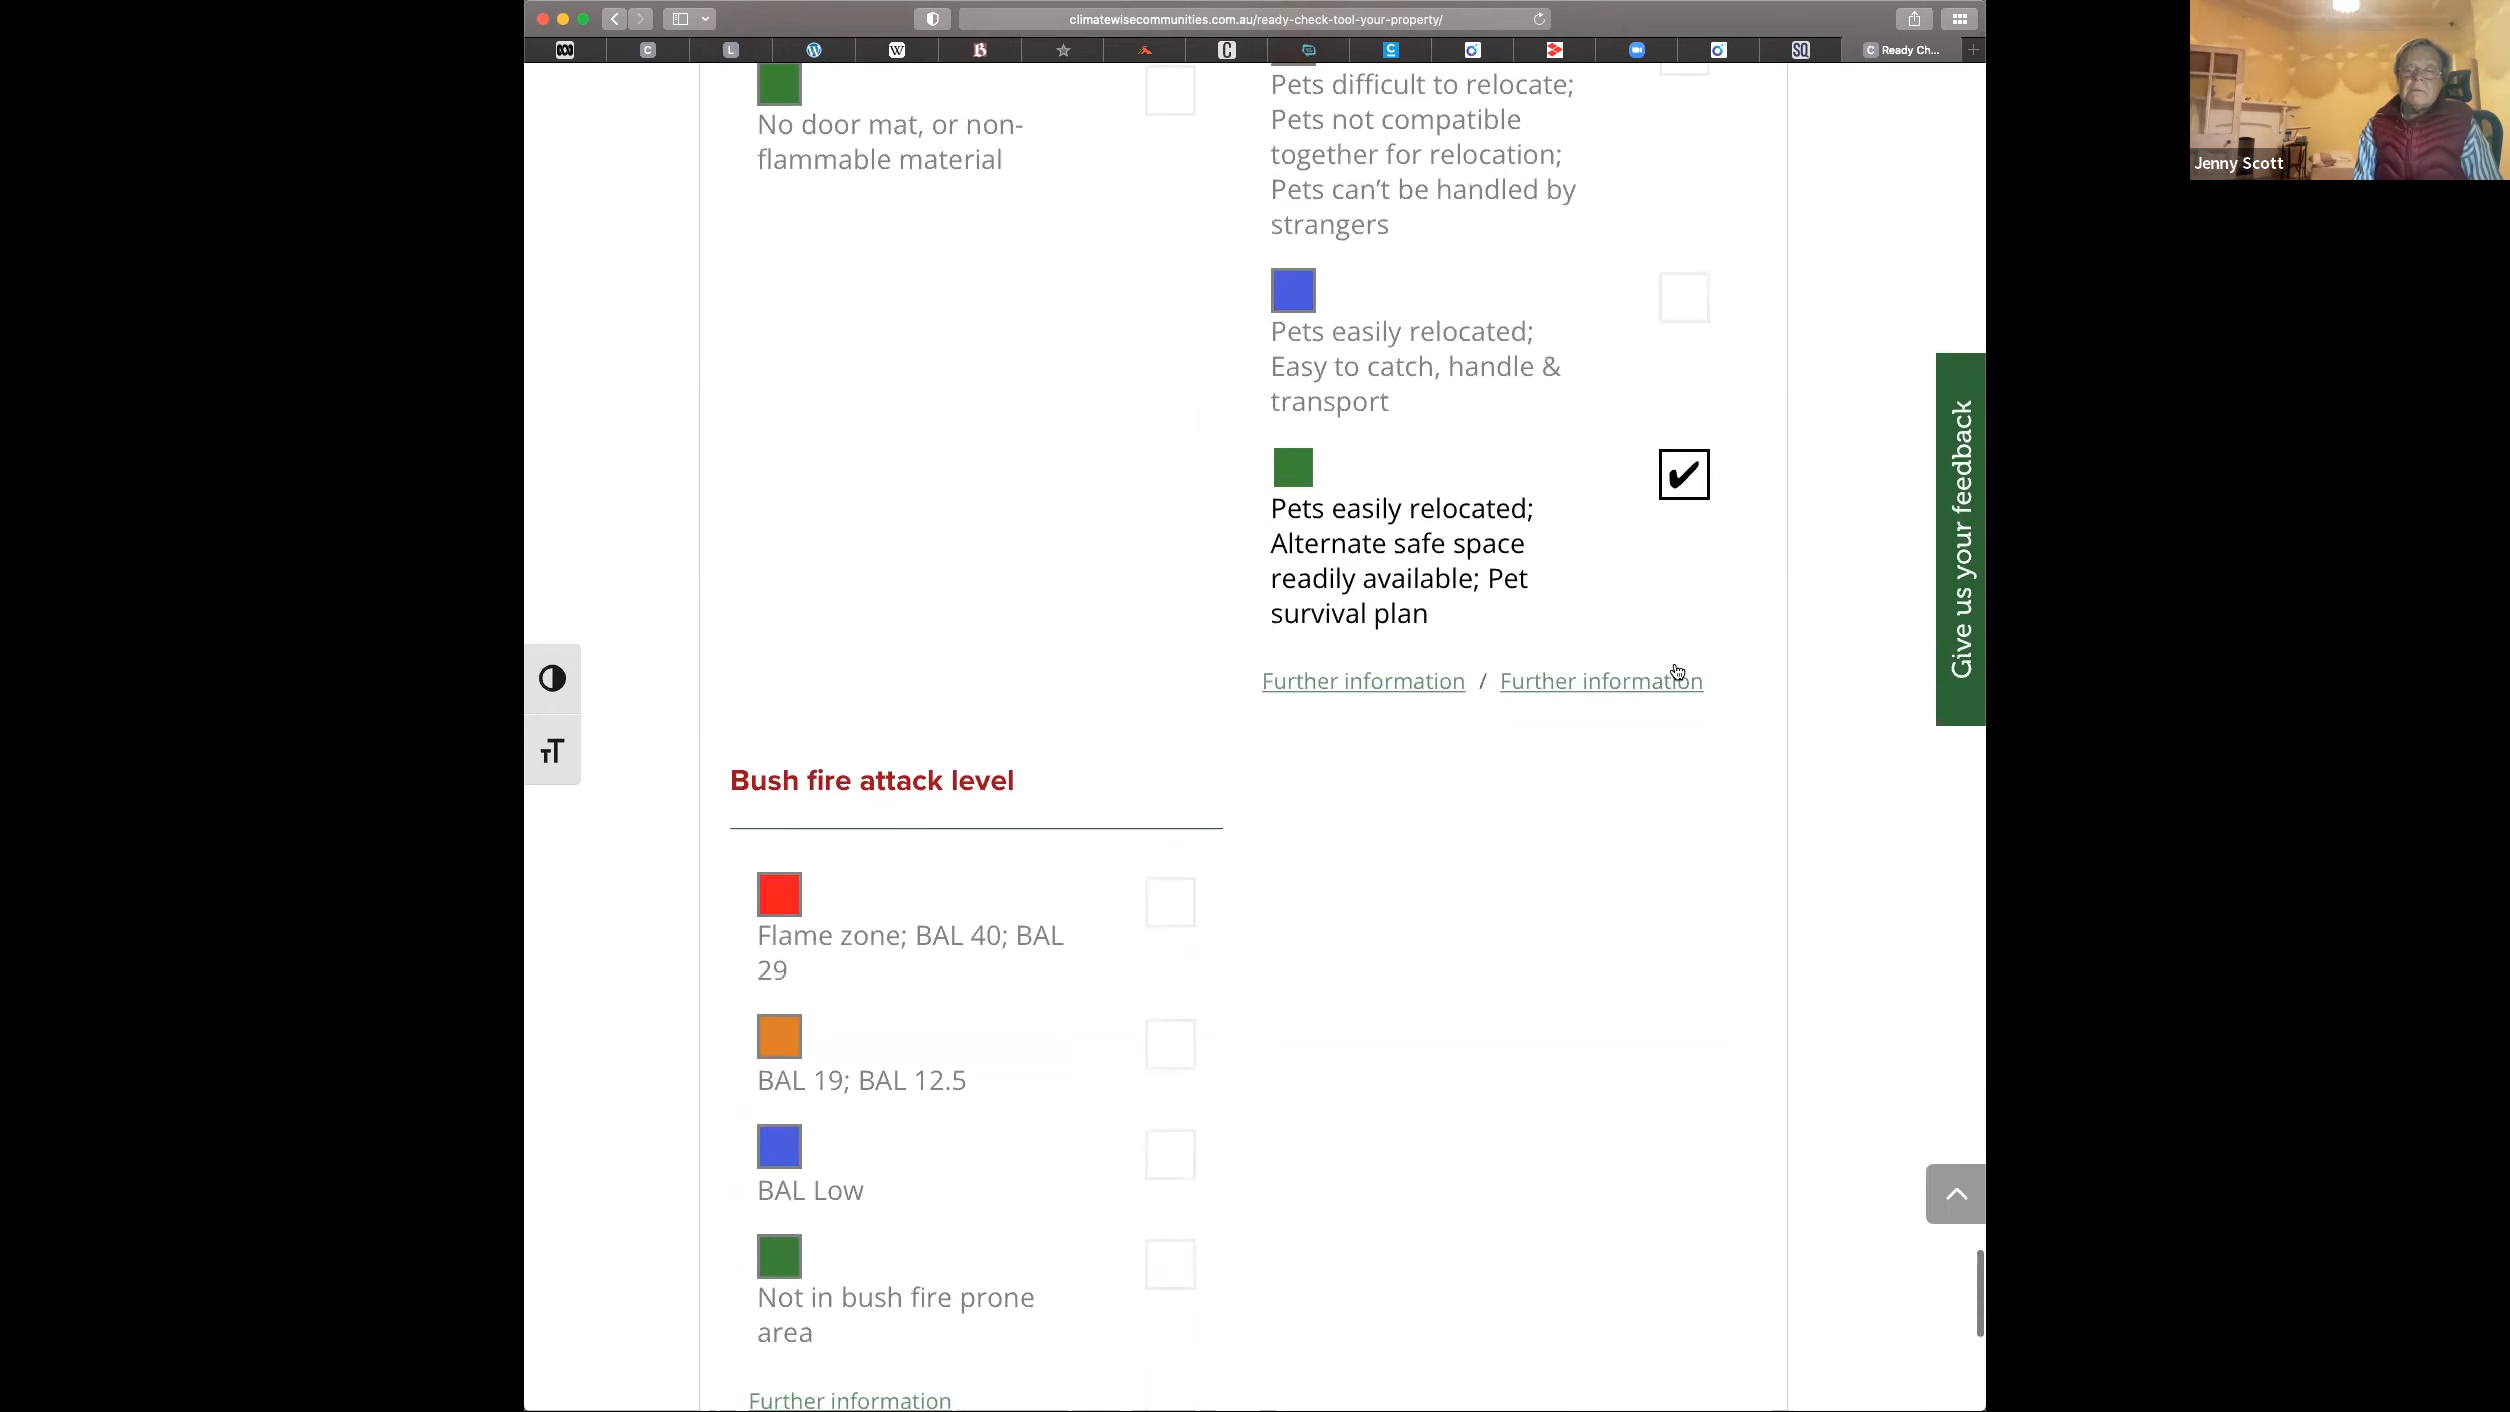 climatewisecommunities.com.au/ready-check-tool-your-property/
C
L
W
C
C
SQ
C Ready Ch...
No door mat, or non-
flammable material
Pets difficult to relocate;
Pets not compatible
together for relocation;
Pets can't be handled by
strangers
Pets easily relocated;
Easy to catch, handle &
transport
Pets easily relocated;
Alternate safe space
readily available; Pet
survival plan
Further information / Further information
Bush fire attack level
Flame zone; BAL 40; BAL
29
BAL 19; BAL 12.5
BAL Low
Not in bush fire prone
area
Further information
TT
Give us your feedback
Jenny Scott